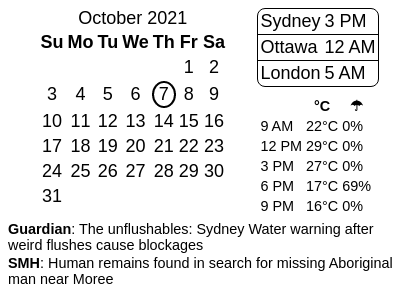 October 2021
Su Mo Tu We Th Fr Sa
1 2
3 4 5 6 7 8 9
10 11 12 13 14 15 16
17 18 19 20 21 22 23
24 25 26 27 28 29 30
31
Sydney 3 PM
Ottawa 12 AM
London 5 AM
°C ☂
9 AM 22°C 0%
12 PM 29°C 0%
3 PM 27°C 0%
6 PM 17°C 69%
9 PM 16°C 0%
Guardian: The unflushables: Sydney Water warning after
weird flushes cause blockages
SMH: Human remains found in search for missing Aboriginal
man near Moree